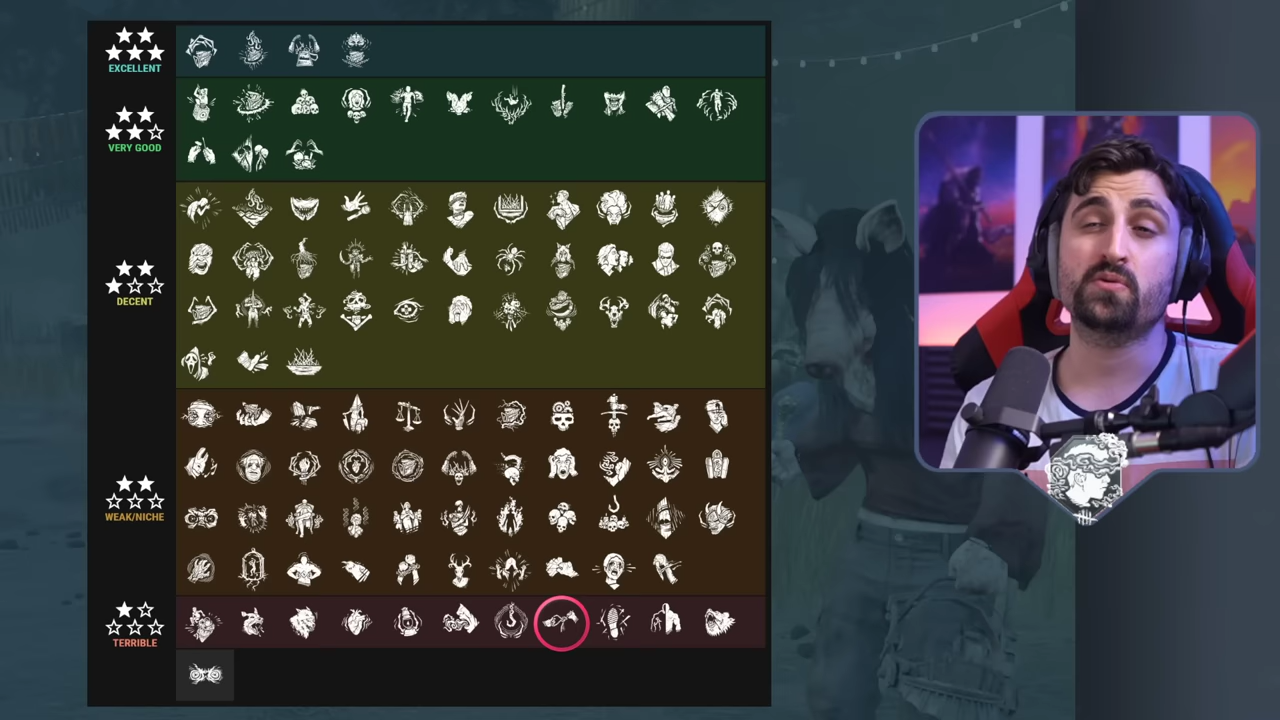 EXCELLENT
VERY GOOD
DECENT
WEAK/NICHE
TERRIBLE